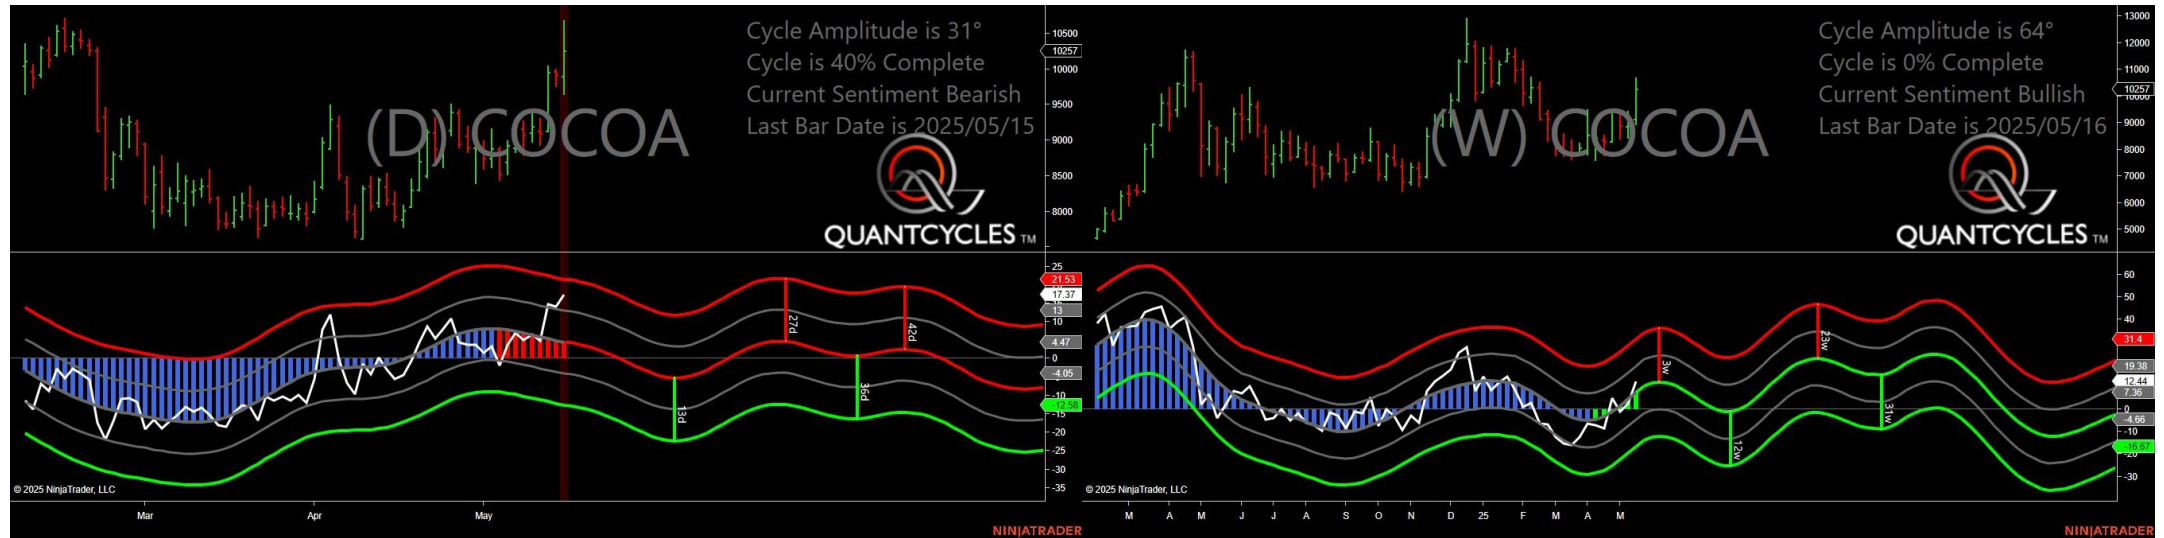 Cycle Amplitude is 31°
Cycle is 40% Complete
Current Sentiment Bearish
Last Bar Date is 2025/05/15
(D) COCOA
QUANTCYCLES TM
10500
10257
10000
9500
9000
8500
8000
25
21.53
17.37
13
10
4.47
0
-4.05
-10
-12.58
-15
-20
-25
-30
-35
13d
27d
36d
42d
© 2025 NinjaTrader, LLC
Mar
Apr
May
NINJATRADER
Cycle Amplitude is 64°
Cycle is 0% Complete
Current Sentiment Bullish
Last Bar Date is 2025/05/16
(W) COCOA
QUANTCYCLES TM
13000
12000
11000
10257
10000
9000
8000
7000
6000
5000
60
50
40
31.4
19.38
12.44
7.36
0
-4.66
-10
-16.67
-20
-30
3w
12w
23w
31w
© 2025 NinjaTrader, LLC
M
A
M
J
J
A
S
O
N
D
25
F
M
A
M
NINJATRADER